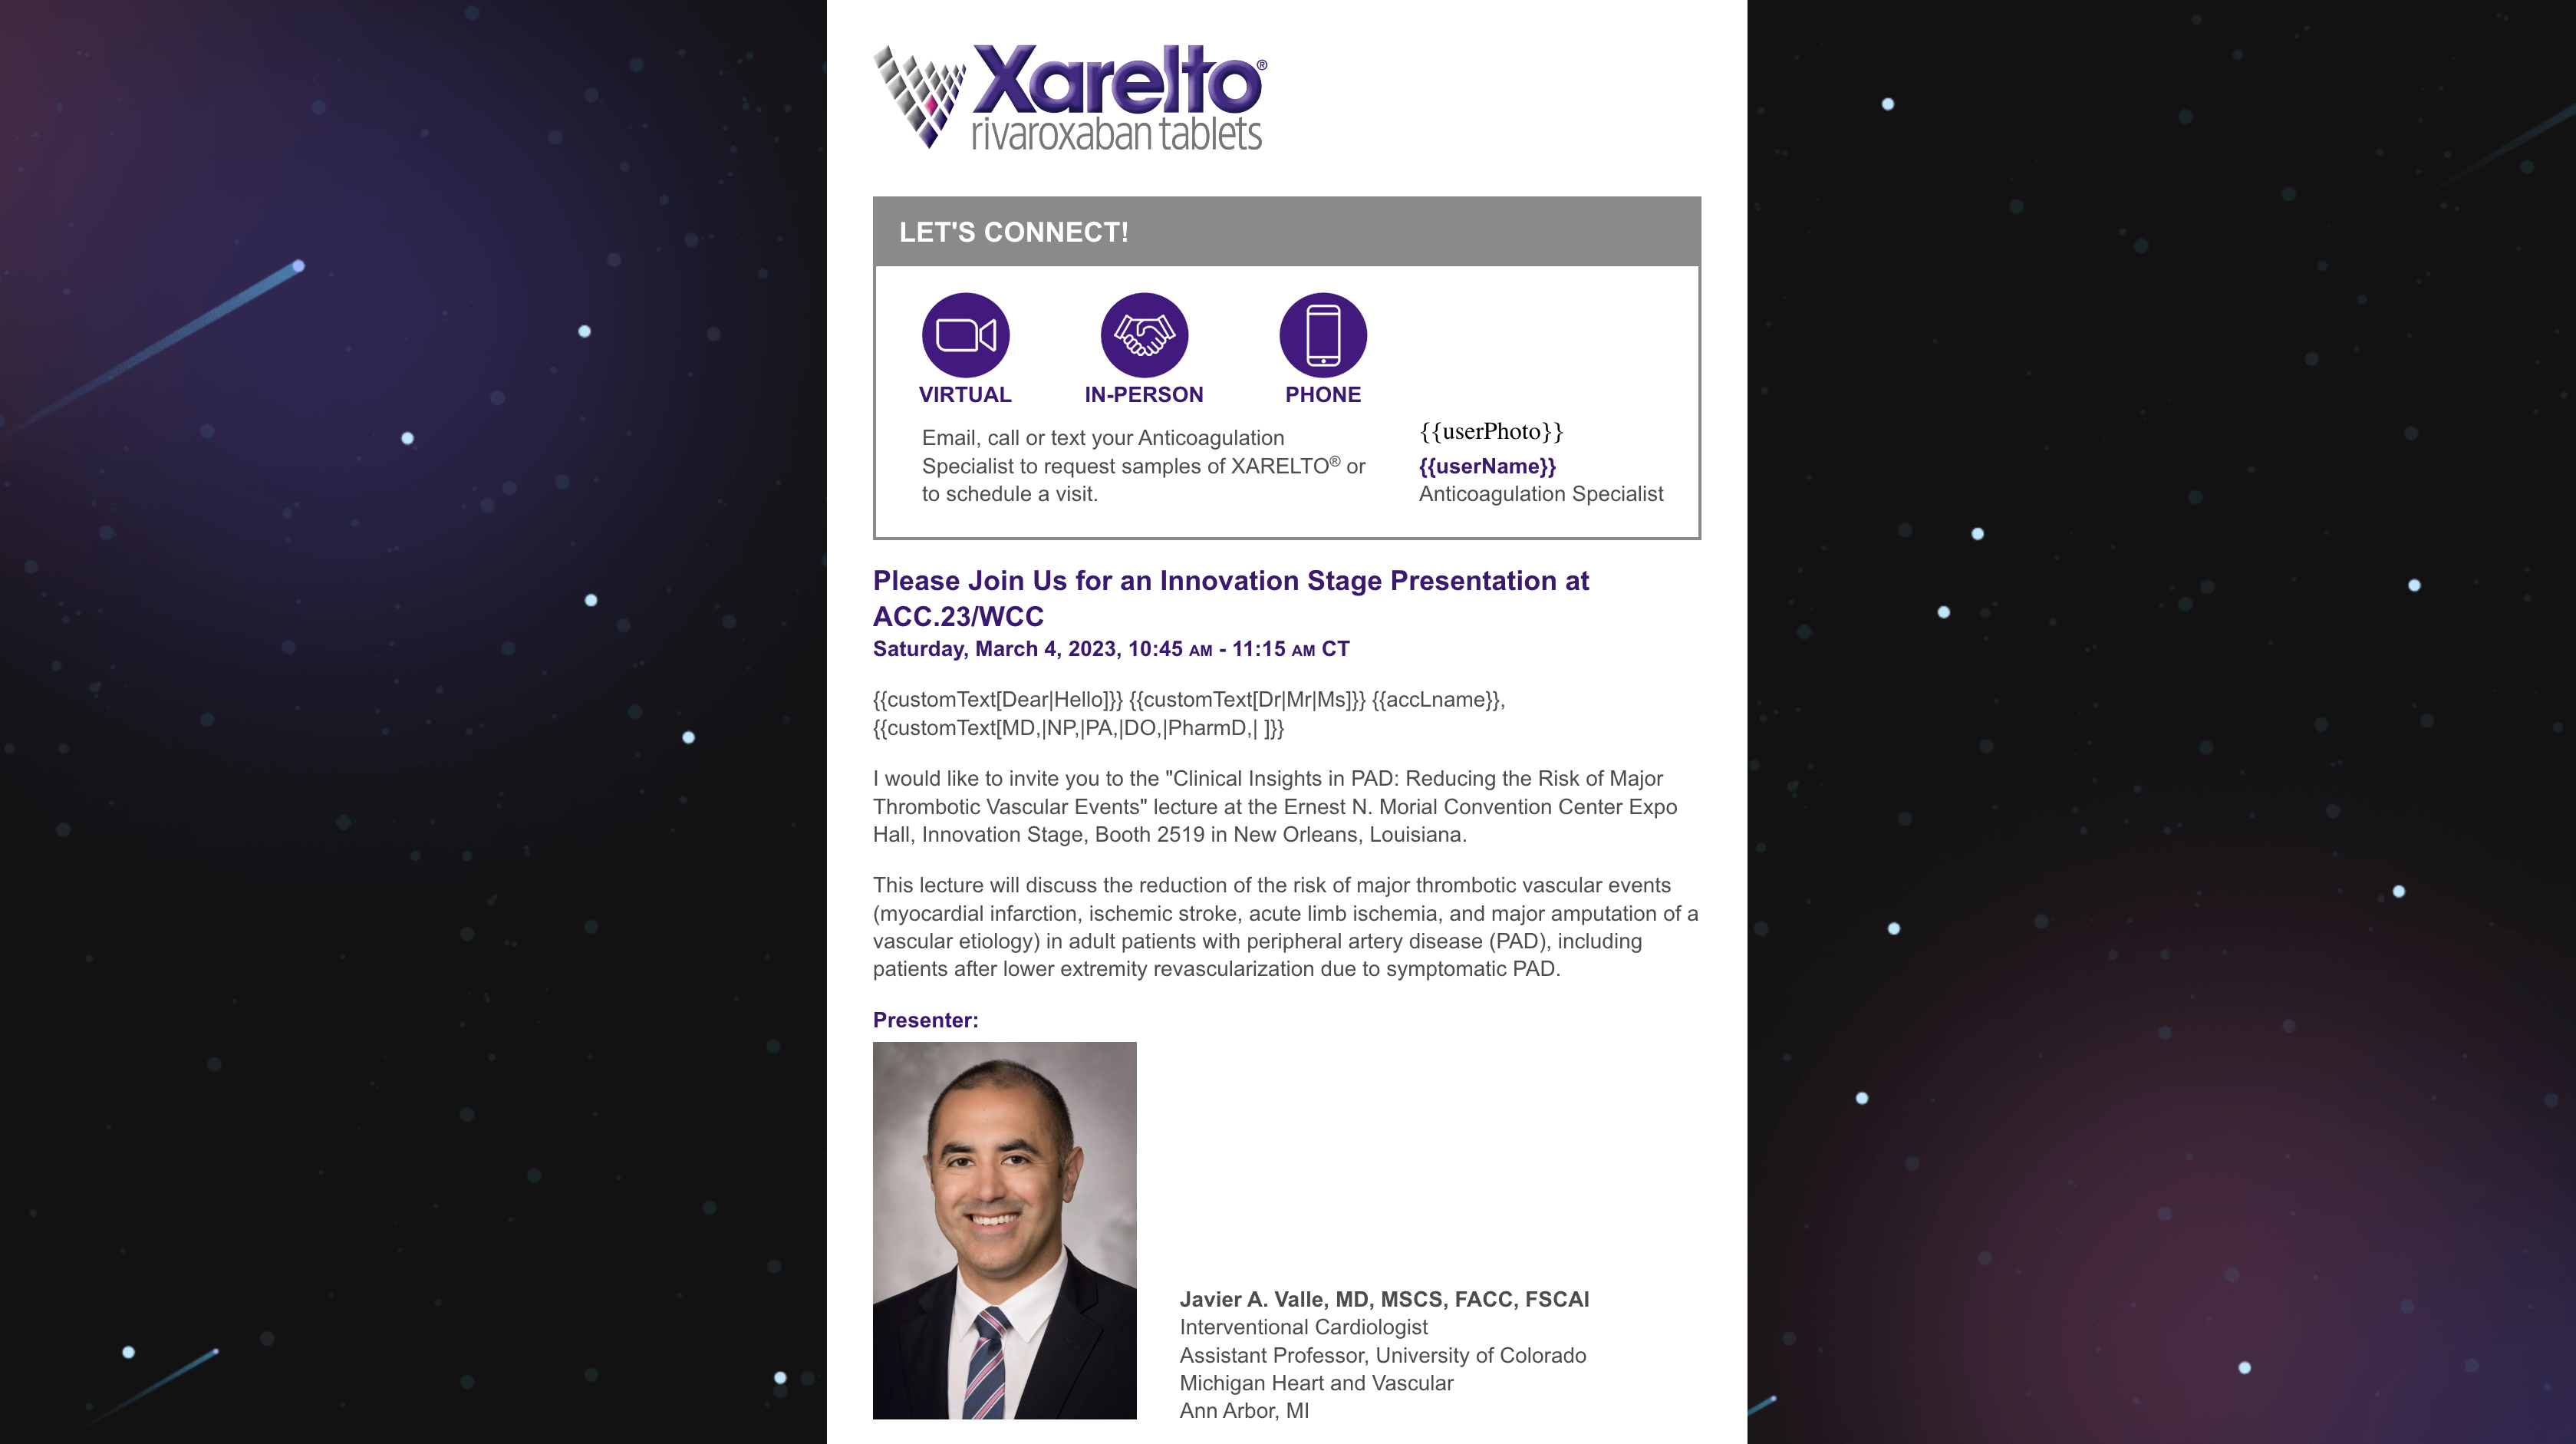 Xarelto®
rivaroxaban tablets
LET'S CONNECT!
VIRTUAL
IN-PERSON
PHONE
Email, call or text your Anticoagulation
Specialist to request samples of XARELTO® or
to schedule a visit.
{{userPhoto}}
{{userName}}
Anticoagulation Specialist
Please Join Us for an Innovation Stage Presentation at
ACC.23/WCC
Saturday, March 4, 2023, 10:45 AM - 11:15 AM CT
{{customText[Dear|Hello]}} {{customText[Dr|Mr|Ms]}} {{accLname}},
{{customText[MD,|NP,|PA,|DO,|PharmD,| ]}}
I would like to invite you to the "Clinical Insights in PAD: Reducing the Risk of Major
Thrombotic Vascular Events" lecture at the Ernest N. Morial Convention Center Expo
Hall, Innovation Stage, Booth 2519 in New Orleans, Louisiana.
This lecture will discuss the reduction of the risk of major thrombotic vascular events
(myocardial infarction, ischemic stroke, acute limb ischemia, and major amputation of a
vascular etiology) in adult patients with peripheral artery disease (PAD), including
patients after lower extremity revascularization due to symptomatic PAD.
Presenter:
Javier A. Valle, MD, MSCS, FACC, FSCAI
Interventional Cardiologist
Assistant Professor, University of Colorado
Michigan Heart and Vascular
Ann Arbor, MI